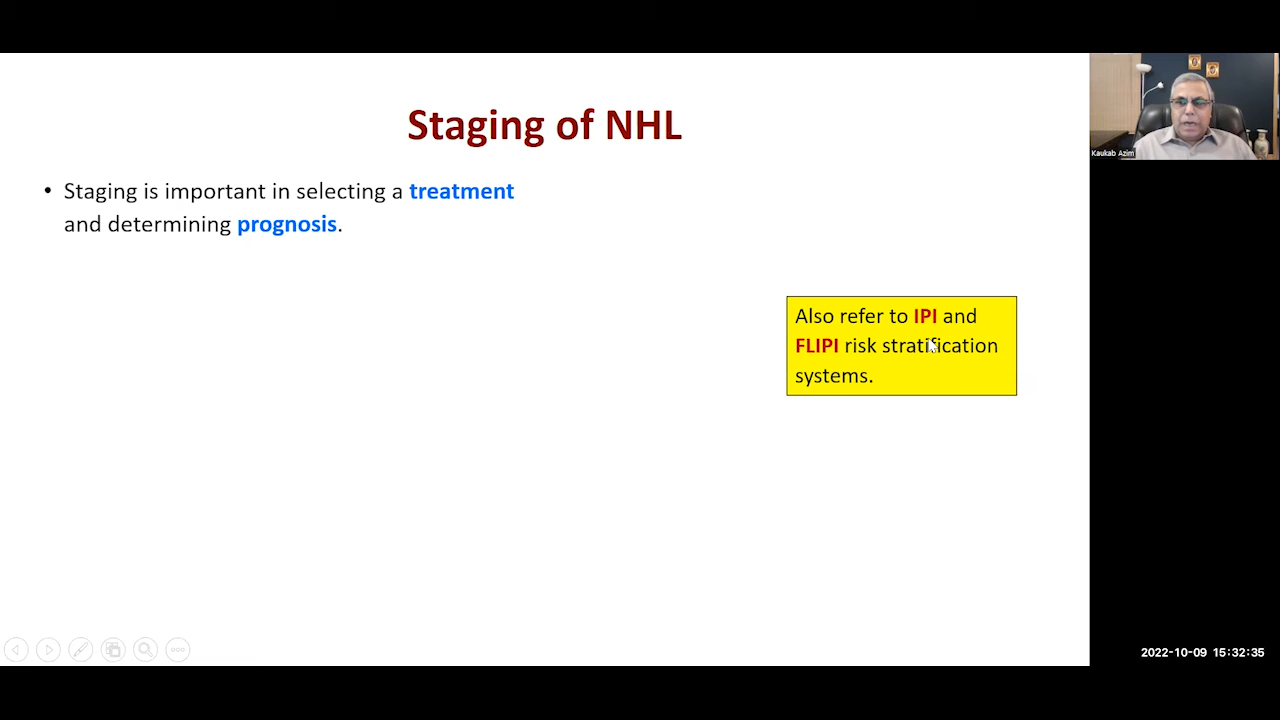 Staging of NHL
• Staging is important in selecting a treatment
and determining prognosis.
Also refer to IPI and
FLIPI risk stratification
systems.
Kaukab Azim
2022-10-09 15:32:35